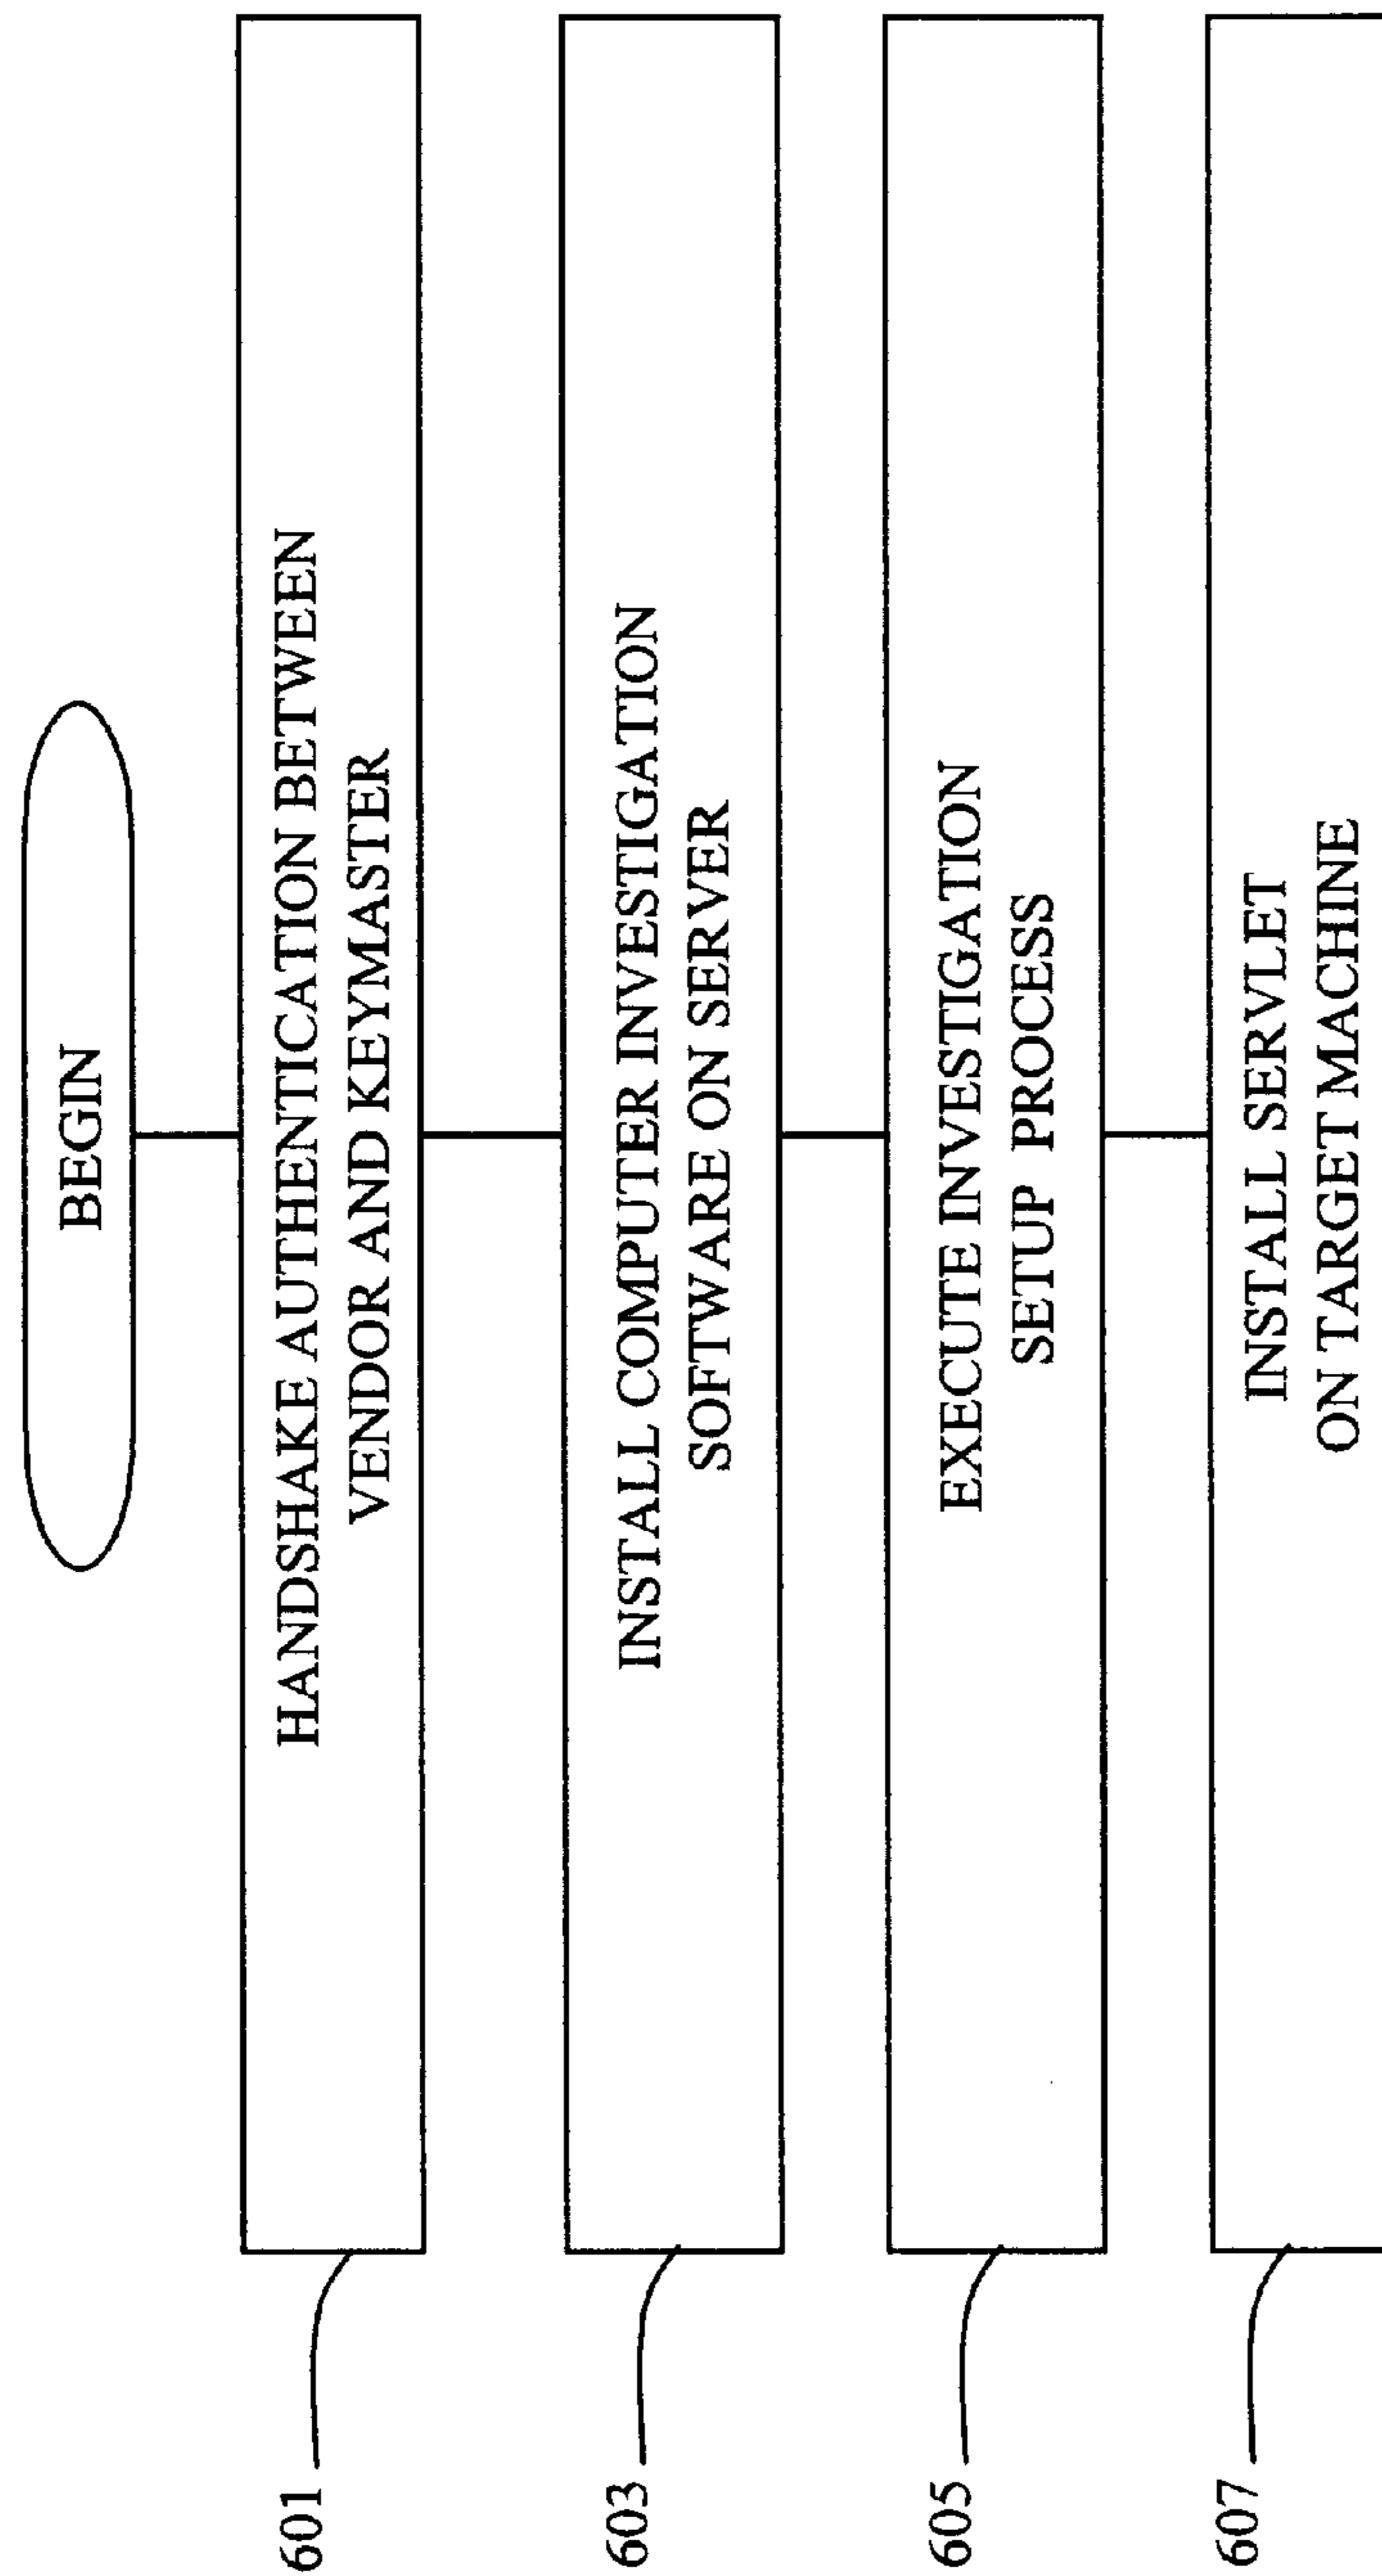 BEGIN
HANDSHAKE AUTHENTICATION BETWEEN
VENDOR AND KEYMASTER
601
INSTALL COMPUTER INVESTIGATION
SOFTWARE ON SERVER
603
EXECUTE INVESTIGATION
SETUP PROCESS
605
INSTALL SERVLET
ON TARGET MACHINE
607